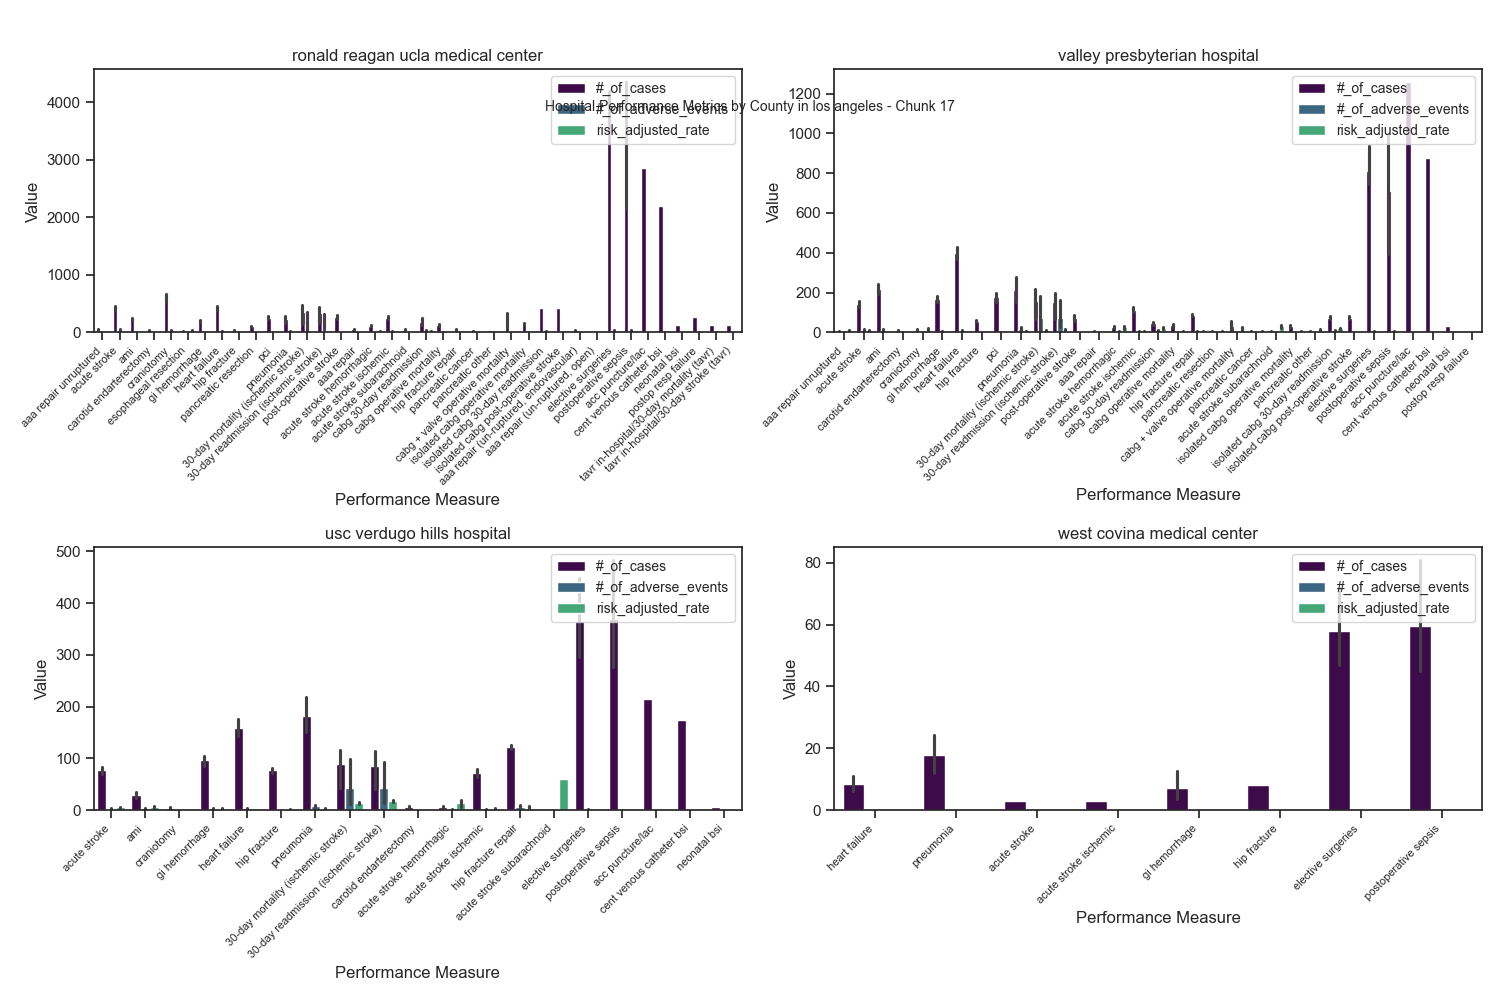 ronald reagan ucla medical center
4000
3000
2000
1000
0
Value
#_of_cases
#_of_adverse_events
risk_adjusted_rate
aaa repair unruptured
acute stroke
ami
carotid endarterectomy
craniotomy
esophageal resection
gi hemorrhage
heart failure
hip fracture
pancreatic resection
pci
pneumonia
30-day mortality (ischemic stroke)
30-day readmission (ischemic stroke)
post-operative stroke
aaa repair
acute stroke hemorrhagic
acute stroke ischemic
acute stroke subarachnoid
cabg 30-day readmission
cabg operative mortality
hip fracture repair
pancreatic cancer
pancreatic other
cabg + valve operative mortality
isolated cabg operative mortality
isolated cabg 30-day readmission
isolated cabg post-operative stroke
aaa repair (un-ruptured, endovascular)
aaa repair (un-ruptured, open)
elective surgeries
postoperative sepsis
acc puncture/lac
cent venous catheter bsi
neonatal bsi
postop resp failure
tavr in-hospital/30-day mortality (tavr)
tavr in-hospital/30-day stroke (tavr)
Performance Measure
Hospital Performance Metrics by County in los angeles - Chunk 17
valley presbyterian hospital
1200
1000
800
600
400
200
0
Value
#_of_cases
#_of_adverse_events
risk_adjusted_rate
aaa repair unruptured
acute stroke
ami
carotid endarterectomy
craniotomy
gi hemorrhage
heart failure
hip fracture
pci
pneumonia
30-day mortality (ischemic stroke)
30-day readmission (ischemic stroke)
post-operative stroke
aaa repair
acute stroke hemorrhagic
acute stroke ischemic
cabg 30-day readmission
cabg operative mortality
hip fracture repair
pancreatic resection
cabg + valve operative mortality
pancreatic cancer
acute stroke subarachnoid
isolated cabg operative mortality
pancreatic other
isolated cabg 30-day readmission
isolated cabg post-operative stroke
elective surgeries
postoperative sepsis
acc puncture/lac
cent venous catheter bsi
neonatal bsi
postop resp failure
Performance Measure
usc verdugo hills hospital
500
400
300
200
100
0
Value
#_of_cases
#_of_adverse_events
risk_adjusted_rate
acute stroke
ami
craniotomy
gi hemorrhage
heart failure
hip fracture
pneumonia
30-day mortality (ischemic stroke)
30-day readmission (ischemic stroke)
carotid endarterectomy
acute stroke hemorrhagic
acute stroke ischemic
hip fracture repair
acute stroke subarachnoid
elective surgeries
postoperative sepsis
acc puncture/lac
cent venous catheter bsi
neonatal bsi
Performance Measure
west covina medical center
80
60
40
20
0
Value
#_of_cases
#_of_adverse_events
risk_adjusted_rate
heart failure
pneumonia
acute stroke
acute stroke ischemic
gi hemorrhage
hip fracture
elective surgeries
postoperative sepsis
Performance Measure